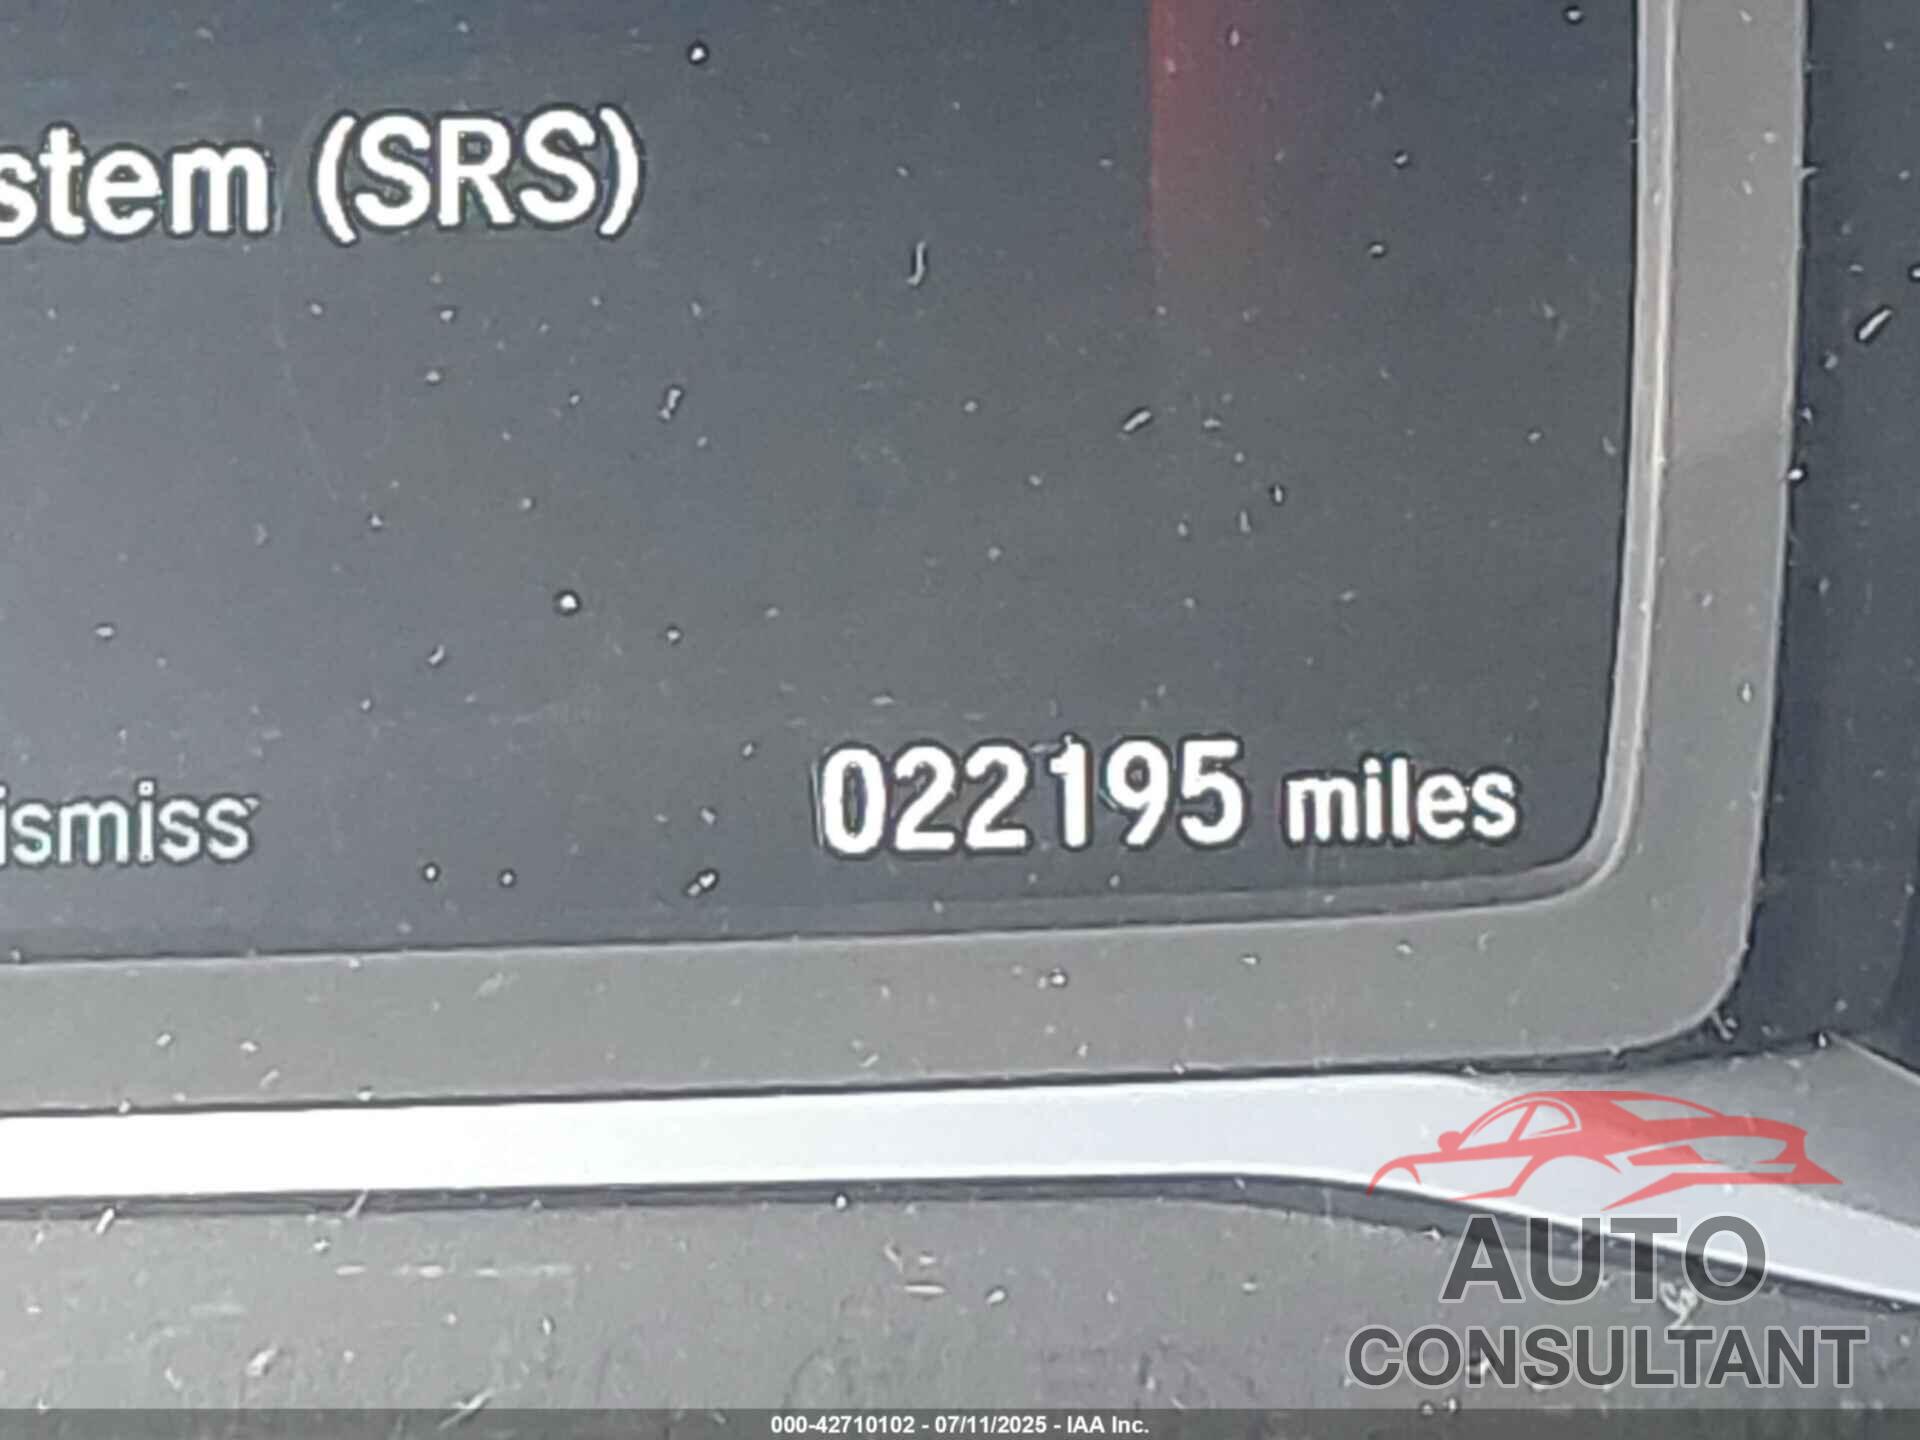 stem (SRS)
ismiss
022195 miles
AUTO
CONSULTANT
000-42710102 - 07/11/2025 - IAA Inc.